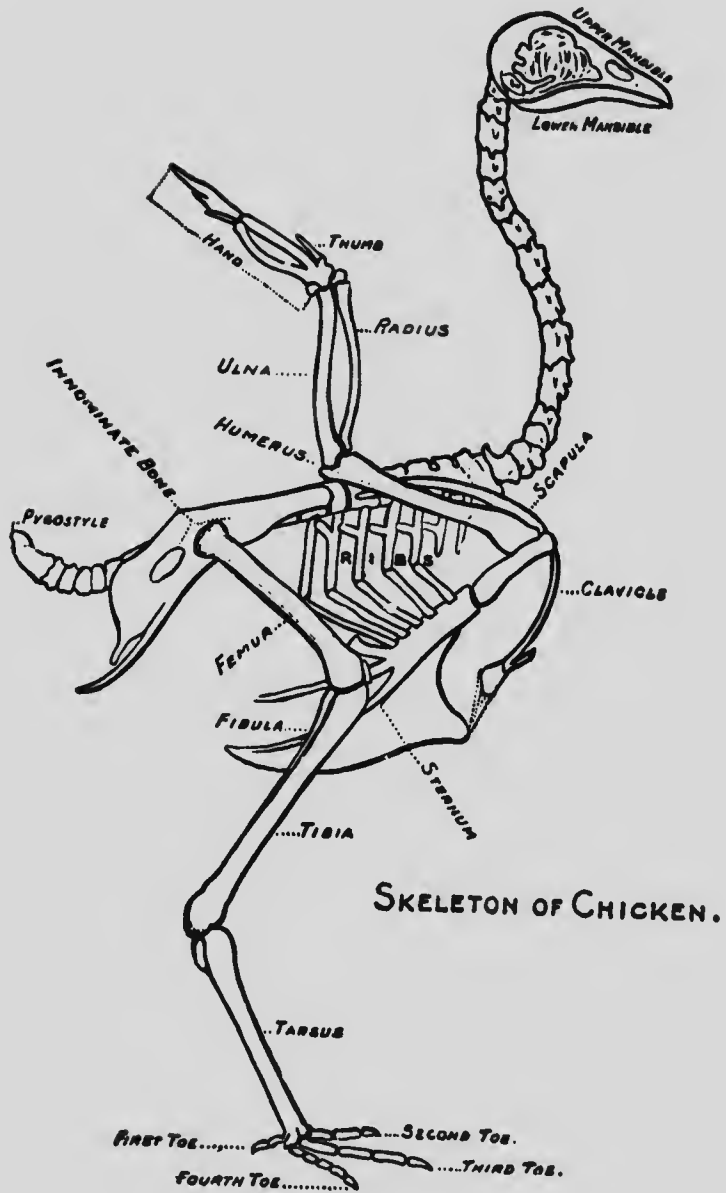 UPPER MANDIBLE
LOWER MANDIBLE
HAND
THUMB
RADIUS
ULNA
INNOMINATE BONE
HUMERUS
SCAPULA
PYGOSTYLE
RIBS
CLAVICLE
FEMUR
FIBULA
STERNUM
TIBIA
SKELETON OF CHICKEN.
TARSUS
FIRST TOE
SECOND TOE.
THIRD TOE.
FOURTH TOE